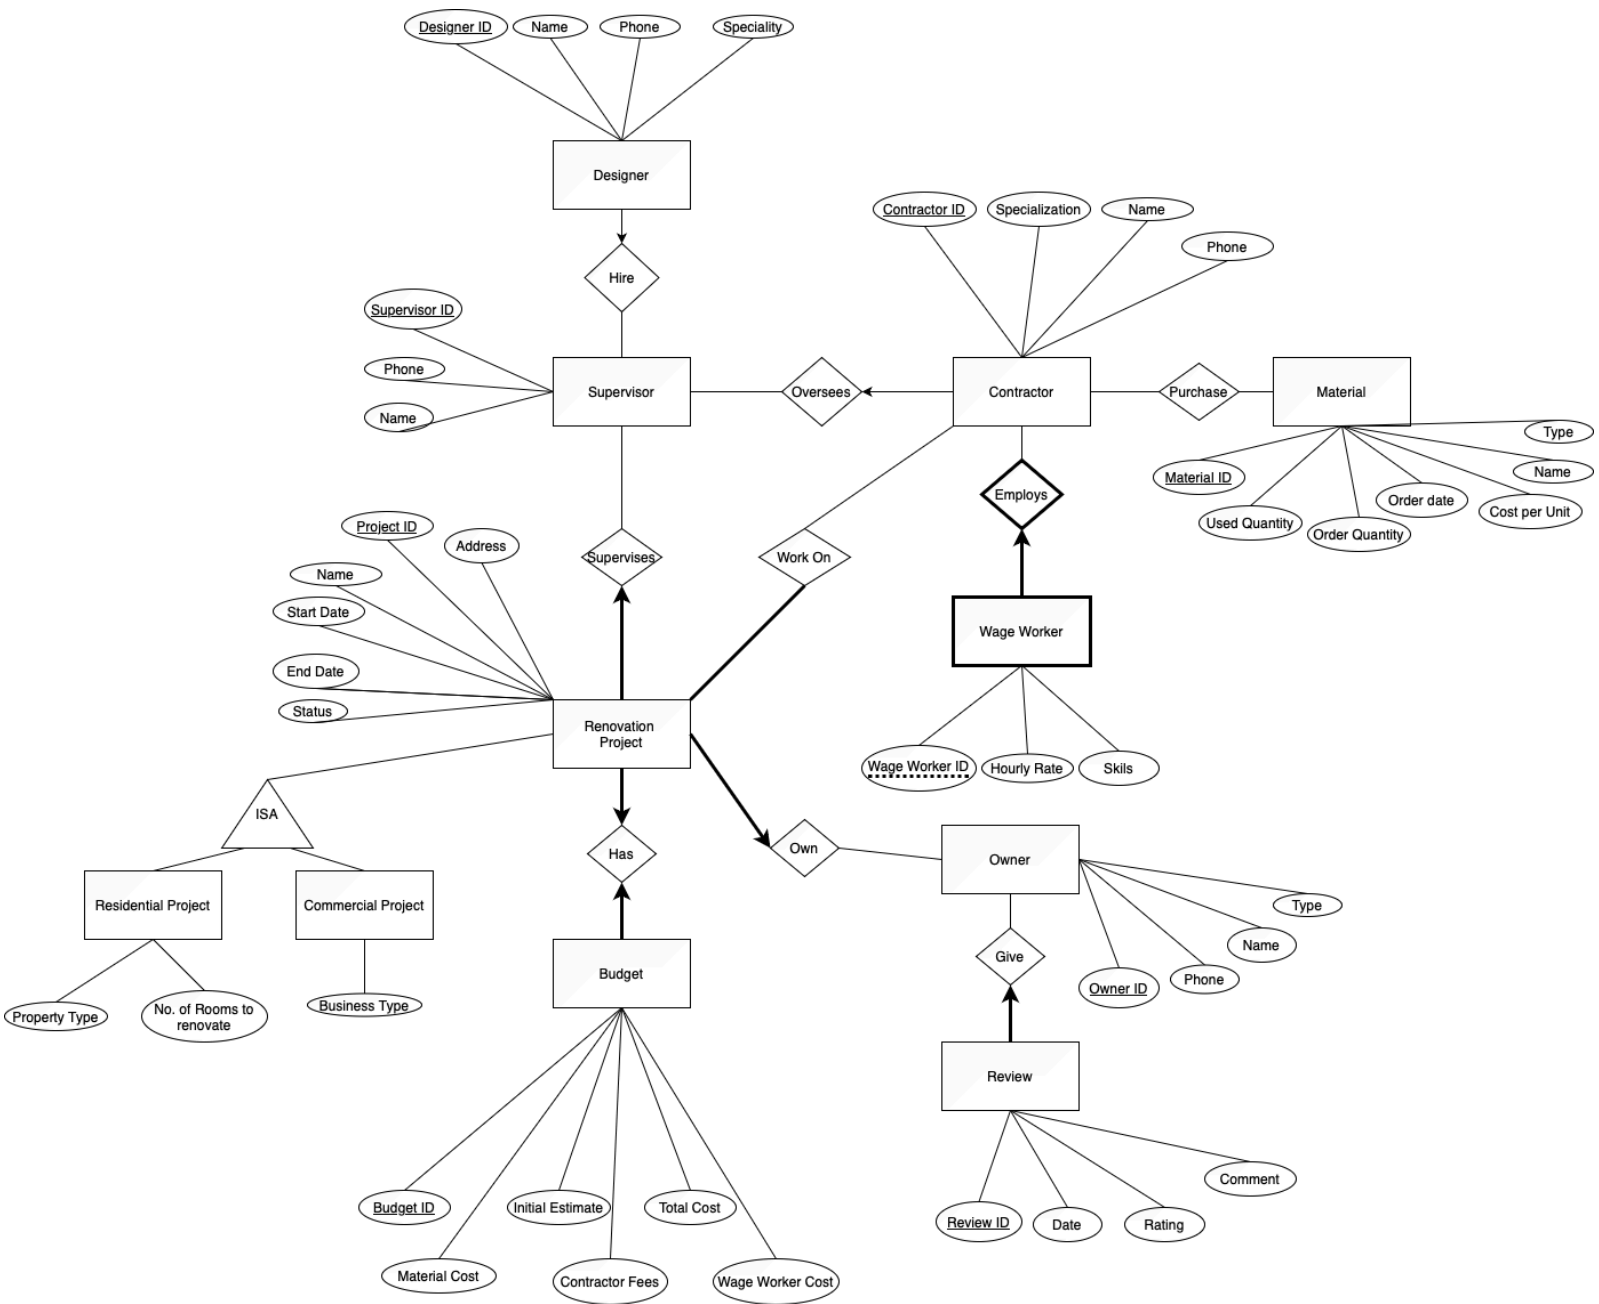 Designer ID
Name
Phone
Speciality
Designer
Hire
Contractor ID
Specialization
Name
Phone
Supervisor ID
Phone
Name
Supervisor
Oversees
Contractor
Purchase
Material
Type
Name
Material ID
Order date
Cost per Unit
Used Quantity
Order Quantity
Employs
Project ID
Address
Name
Start Date
End Date
Status
Supervises
Work On
Wage Worker
Renovation
Project
Wage Worker ID
Hourly Rate
Skils
ISA
Has
Own
Owner
Residential Project
Commercial Project
Type
Name
Phone
Owner ID
Give
Budget
Property Type
No. of Rooms to
renovate
Business Type
Review
Budget ID
Initial Estimate
Total Cost
Material Cost
Contractor Fees
Wage Worker Cost
Comment
Review ID
Date
Rating